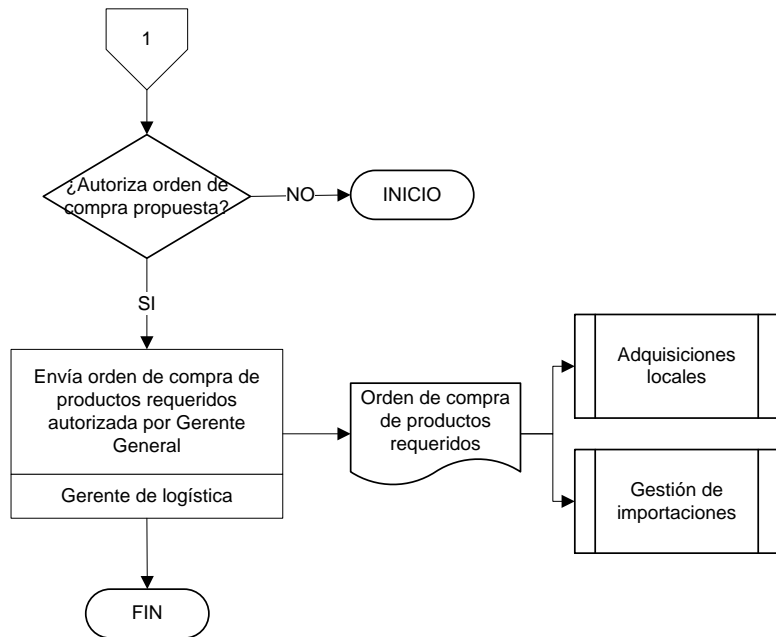 1
¿Autoriza orden de
compra propuesta?
NO
INICIO
SI
Envía orden de compra de
productos requeridos
autorizada por Gerente
General
Gerente de logística
Orden de compra
de productos
requeridos
Adquisiciones
locales
Gestión de
importaciones
FIN